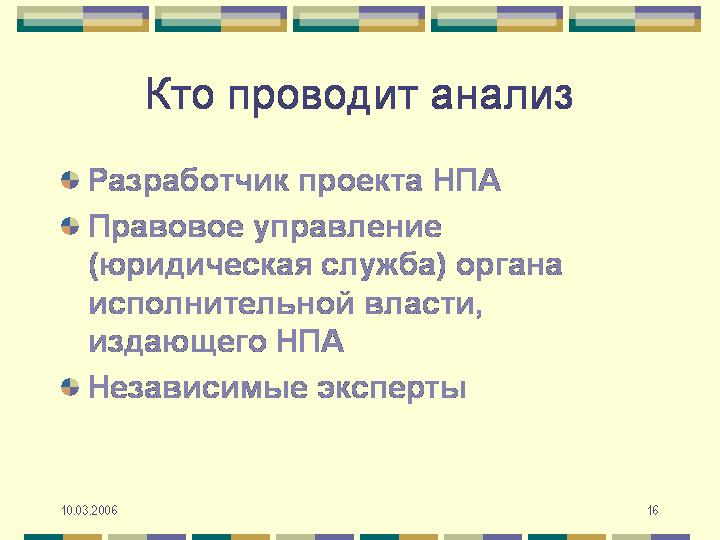 Кто проводит анализ
Разработчик проекта НПА
Правовое управление
(юридическая служба) органа
исполнительной власти,
издающего НПА
Независимые эксперты
10.03.2006
16